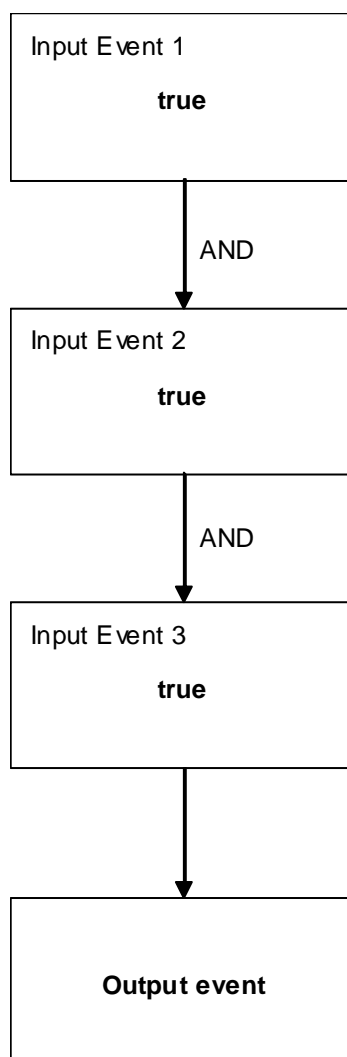 Input Event 1
true
AND
Input Event 2
true
AND
Input Event 3
true
Output event